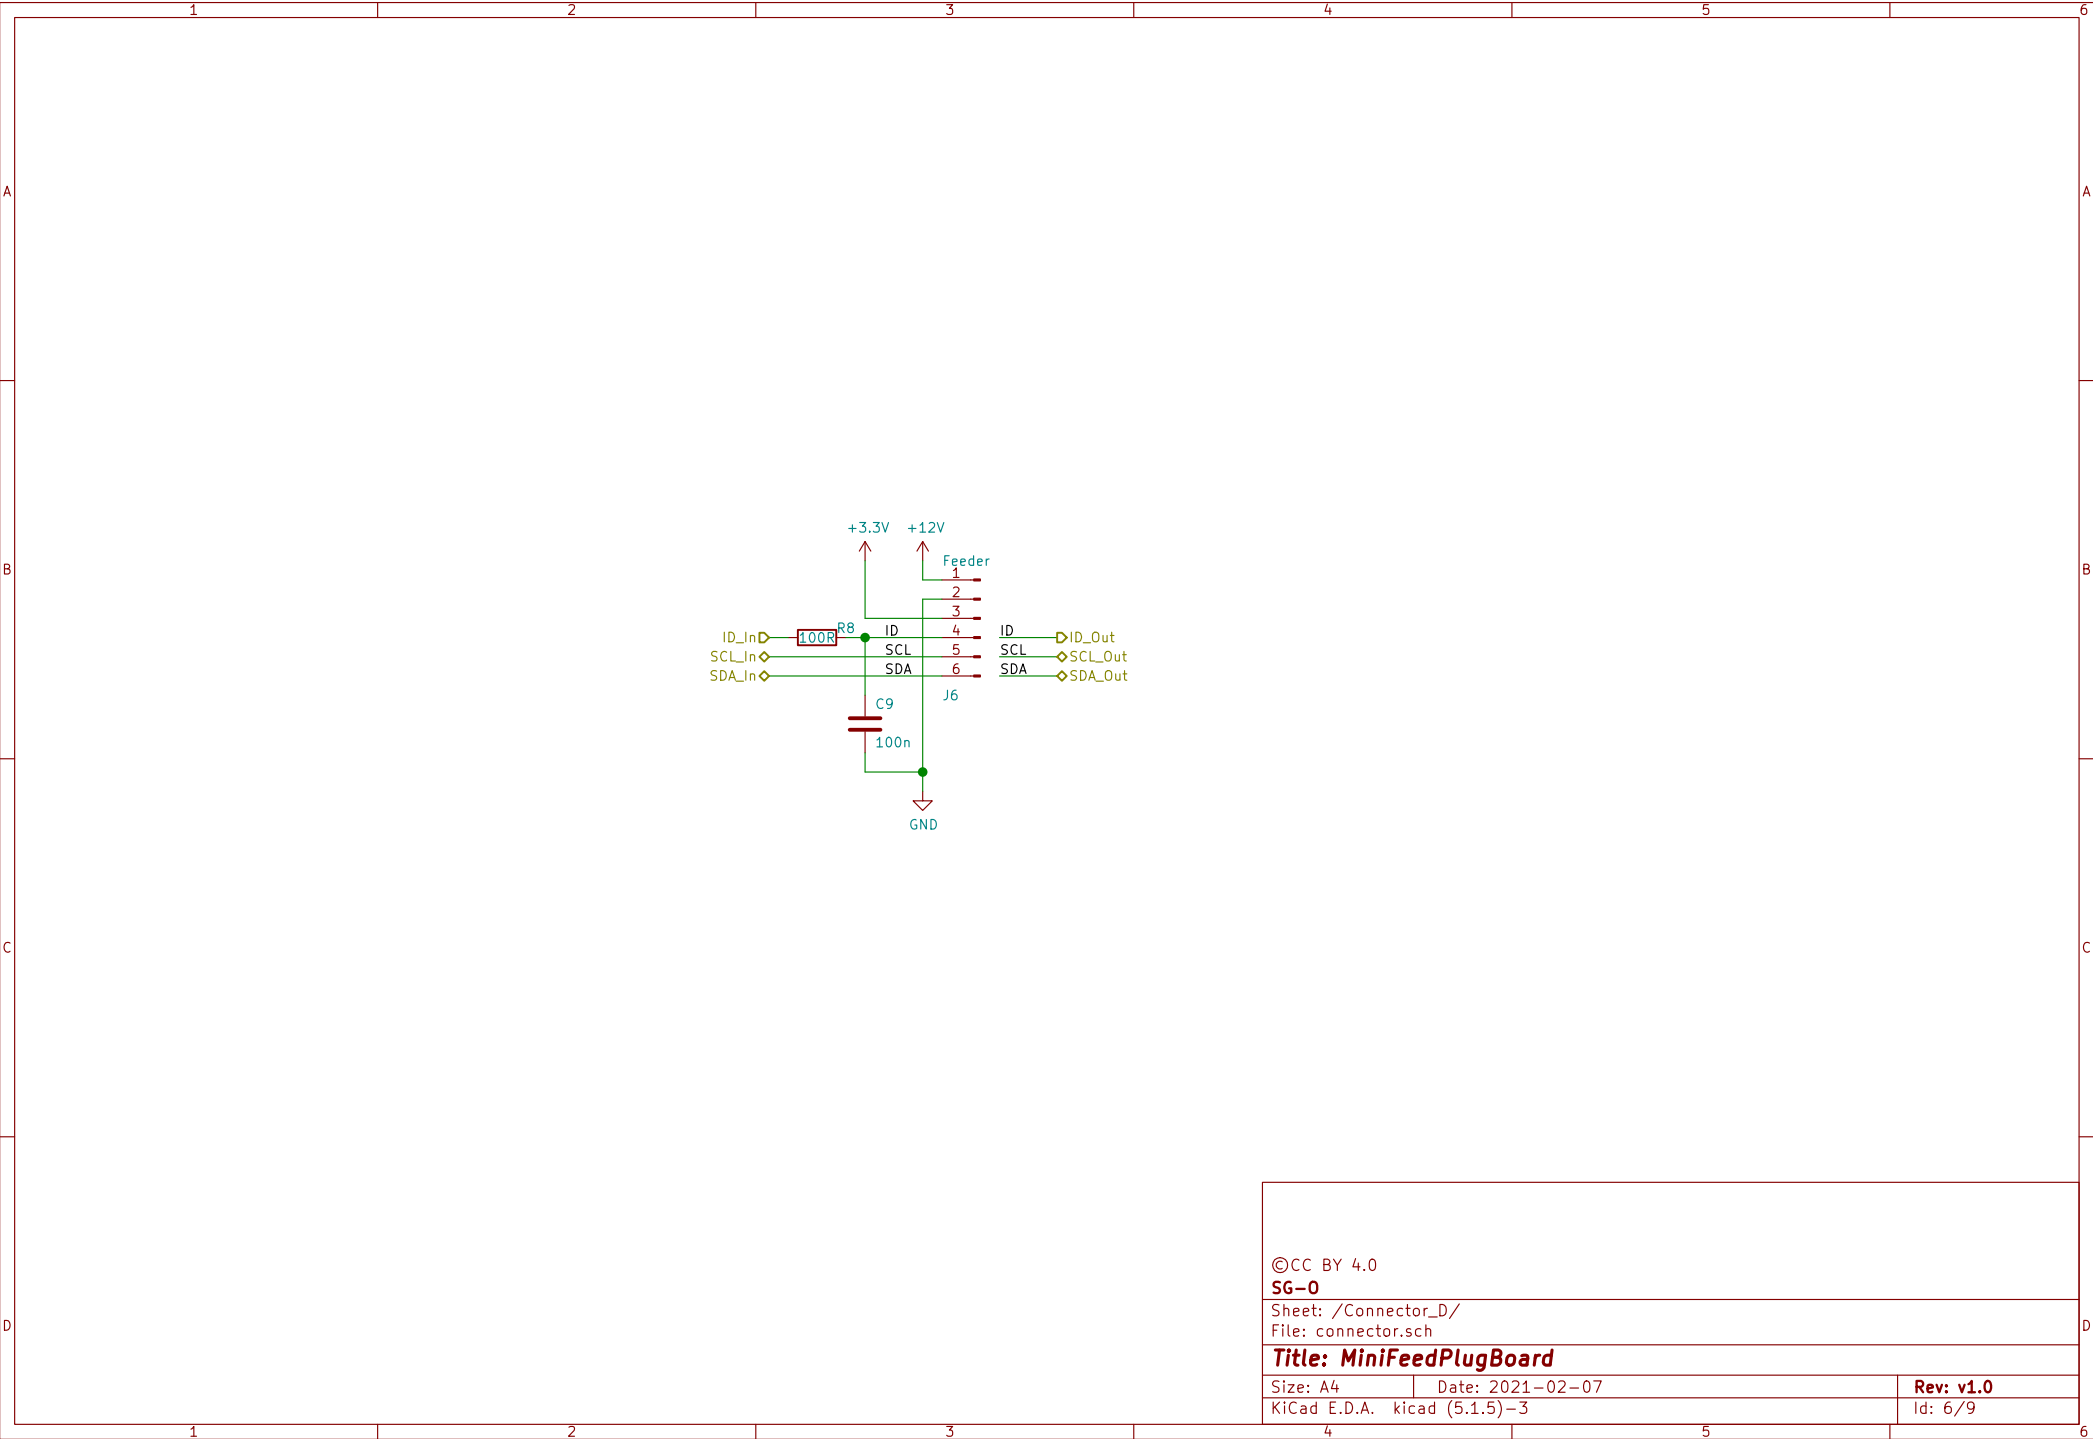 1 2 3 4 5 6
A A
+3.3V +12V
Feeder
1
B B
2
3
ID_In 100R R8 ID 4 ID ID_Out
SCL_In SCL 5 SCL SCL_Out
SDA_In SDA 6 SDA SDA_Out
J6
C9
100n
GND
C C
©CC BY 4.0
SG-O
Sheet: /Connector_D/
D D
File: connector.sch
Title: MiniFeedPlugBoard
Size: A4 Date: 2021-02-07 Rev: v1.0
KiCad E.D.A. kicad (5.1.5)-3 Id: 6/9
1 2 3 4 5 6